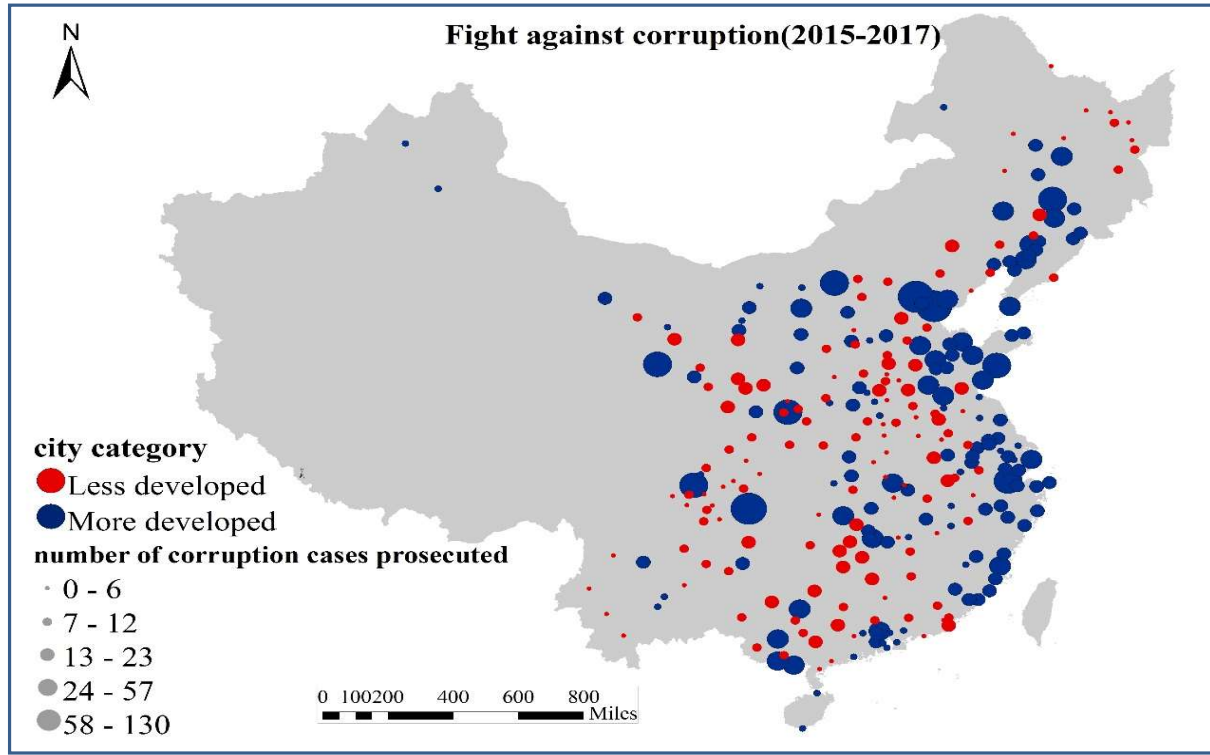 N
Fight against corruption(2015-2017)
city category
Less developed
More developed
number of corruption cases prosecuted
0 - 6
7 - 12
13 - 23
24 - 57
58 - 130
0 100200 400 600 800
Miles